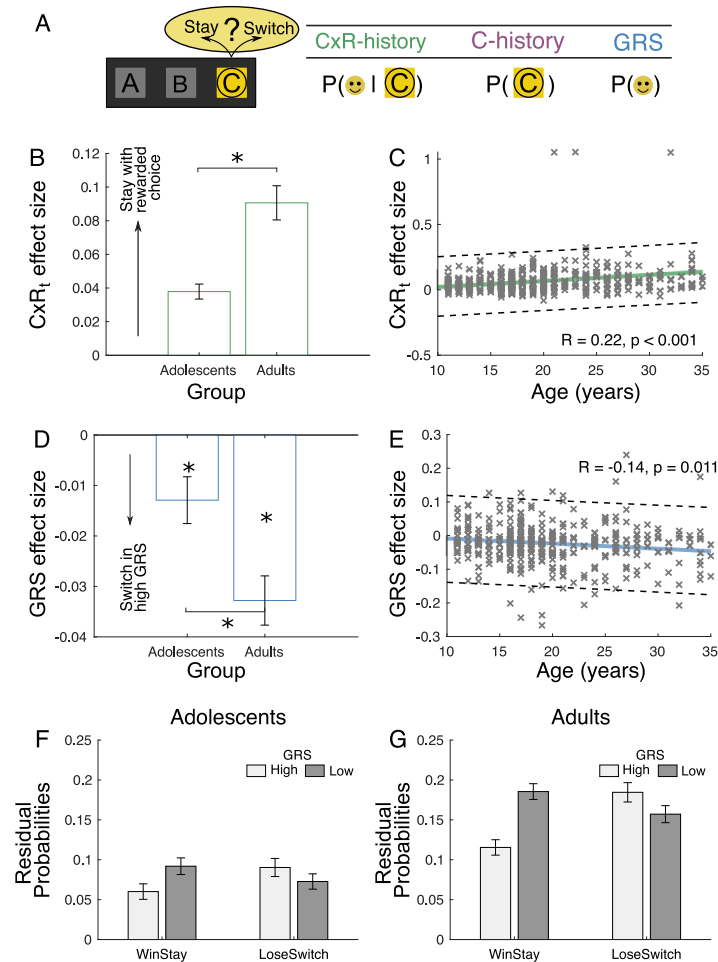 A
Stay ? Switch
A B C
CxR-history C-history GRS
P( | C ) P( C ) P( )
B
CxRt effect size
0.12
0.1
0.08
0.06
0.04
0.02
0
Stay with
rewarded
choice
*
Adolescents Adults
Group
C
CxRt effect size
1
0.5
0
-0.5
R = 0.22, p < 0.001
10 15 20 25 30 35
Age (years)
D
GRS effect size
0
-0.01
-0.02
-0.03
-0.04
Switch in
high GRS
*
*
*
Adolescents Adults
Group
E
GRS effect size
0.3
0.2
0.1
0
-0.1
-0.2
-0.3
R = -0.14, p = 0.011
10 15 20 25 30 35
Age (years)
Adolescents
F
Residual
Probabilities
0.25
0.2
0.15
0.1
0.05
0
GRS
High Low
WinStay LoseSwitch
Adults
G
Residual
Probabilities
0.25
0.2
0.15
0.1
0.05
0
GRS
High Low
WinStay LoseSwitch